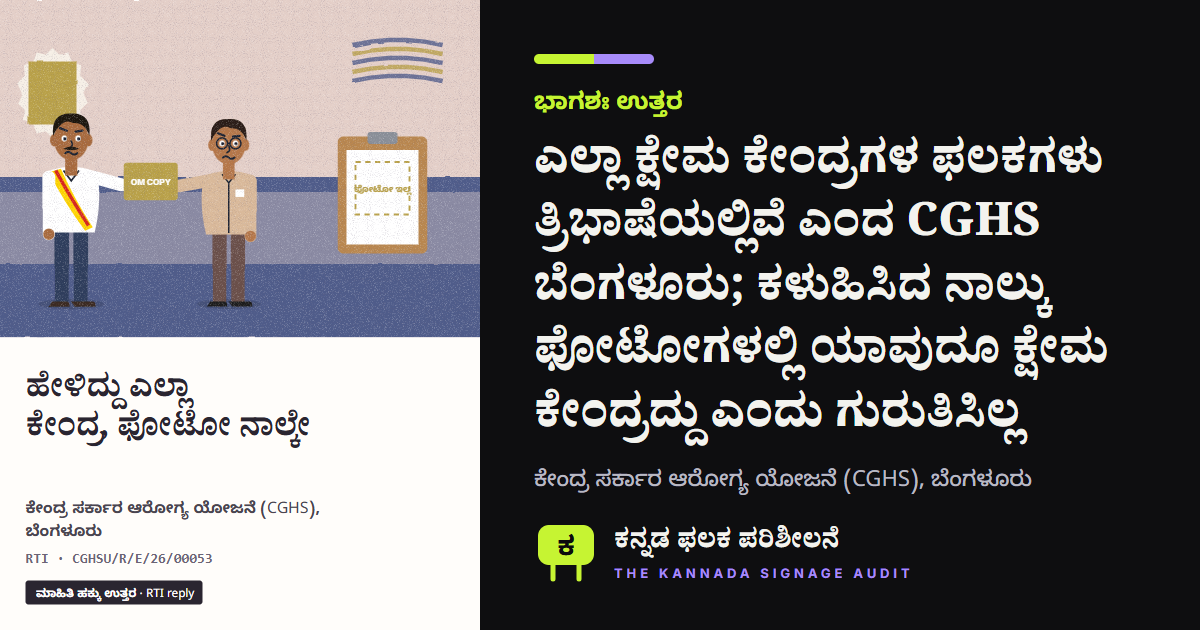 OM COPY
ಫೋಟೋ ಇಲ್ಲ
ಹೇಳಿದ್ದು ಎಲ್ಲಾ
ಕೇಂದ್ರ, ಫೋಟೋ ನಾಲ್ಕೇ
ಕೇಂದ್ರ ಸರ್ಕಾರ ಆರೋಗ್ಯ ಯೋಜನೆ (CGHS),
ಬೆಂಗಳೂರು
RTI · CGHSU/R/E/26/00053
ಮಾಹಿತಿ ಹಕ್ಕು ಉತ್ತರ · RTI reply
ಭಾಗಶಃ ಉತ್ತರ
ಎಲ್ಲಾ ಕ್ಷೇಮ ಕೇಂದ್ರಗಳ ಫಲಕಗಳು
ತ್ರಿಭಾಷೆಯಲ್ಲಿವೆ ಎಂದ CGHS
ಬೆಂಗಳೂರು; ಕಳುಹಿಸಿದ ನಾಲ್ಕು
ಫೋಟೋಗಳಲ್ಲಿ ಯಾವುದೂ ಕ್ಷೇಮ
ಕೇಂದ್ರದ್ದು ಎಂದು ಗುರುತಿಸಿಲ್ಲ
ಕೇಂದ್ರ ಸರ್ಕಾರ ಆರೋಗ್ಯ ಯೋಜನೆ (CGHS), ಬೆಂಗಳೂರು
ಕ
ಕನ್ನಡ ಫಲಕ ಪರಿಶೀಲನೆ
THE KANNADA SIGNAGE AUDIT